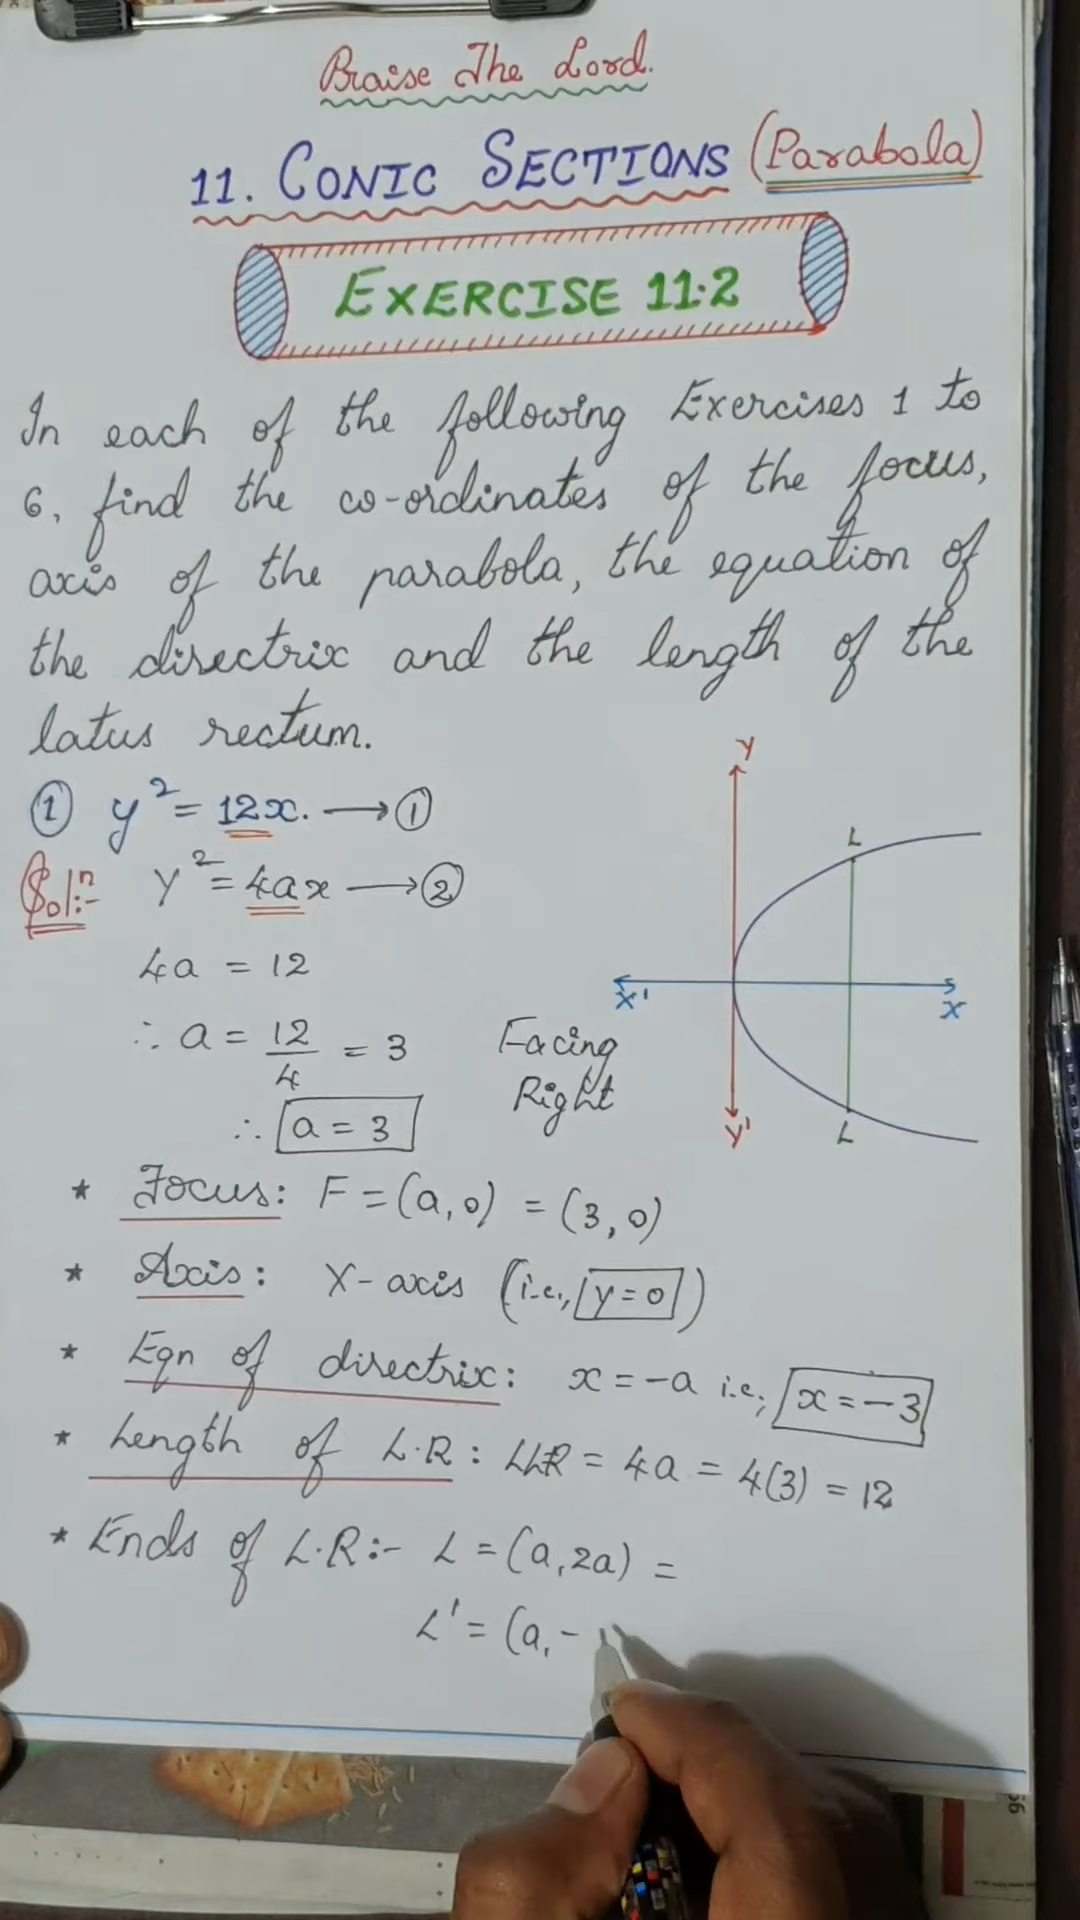 Praise The Lord.
11. CONIC SECTIONS (Parabola)
EXERCISE 11.2
In each of the following Exercises 1 to
6, find the co-ordinates of the focus,
axis of the parabola, the equation of
the directrix and the length of the
latus rectum.
① y² = 12x. ⟶ ①
Solⁿ:- y² = 4ax ⟶ ②
4a = 12
∴ a = 12/4 = 3
∴ a = 3
Facing
Right
Y
L
X'
X
Y'
L
* Focus: F = (a, 0) = (3, 0)
* Axis: X-axis (i.e., y = 0)
* Eqn of directrix: x = -a i.e., x = -3
* Length of L.R: LLR = 4a = 4(3) = 12
* Ends of L.R:- L = (a, 2a) =
L' = (a, -